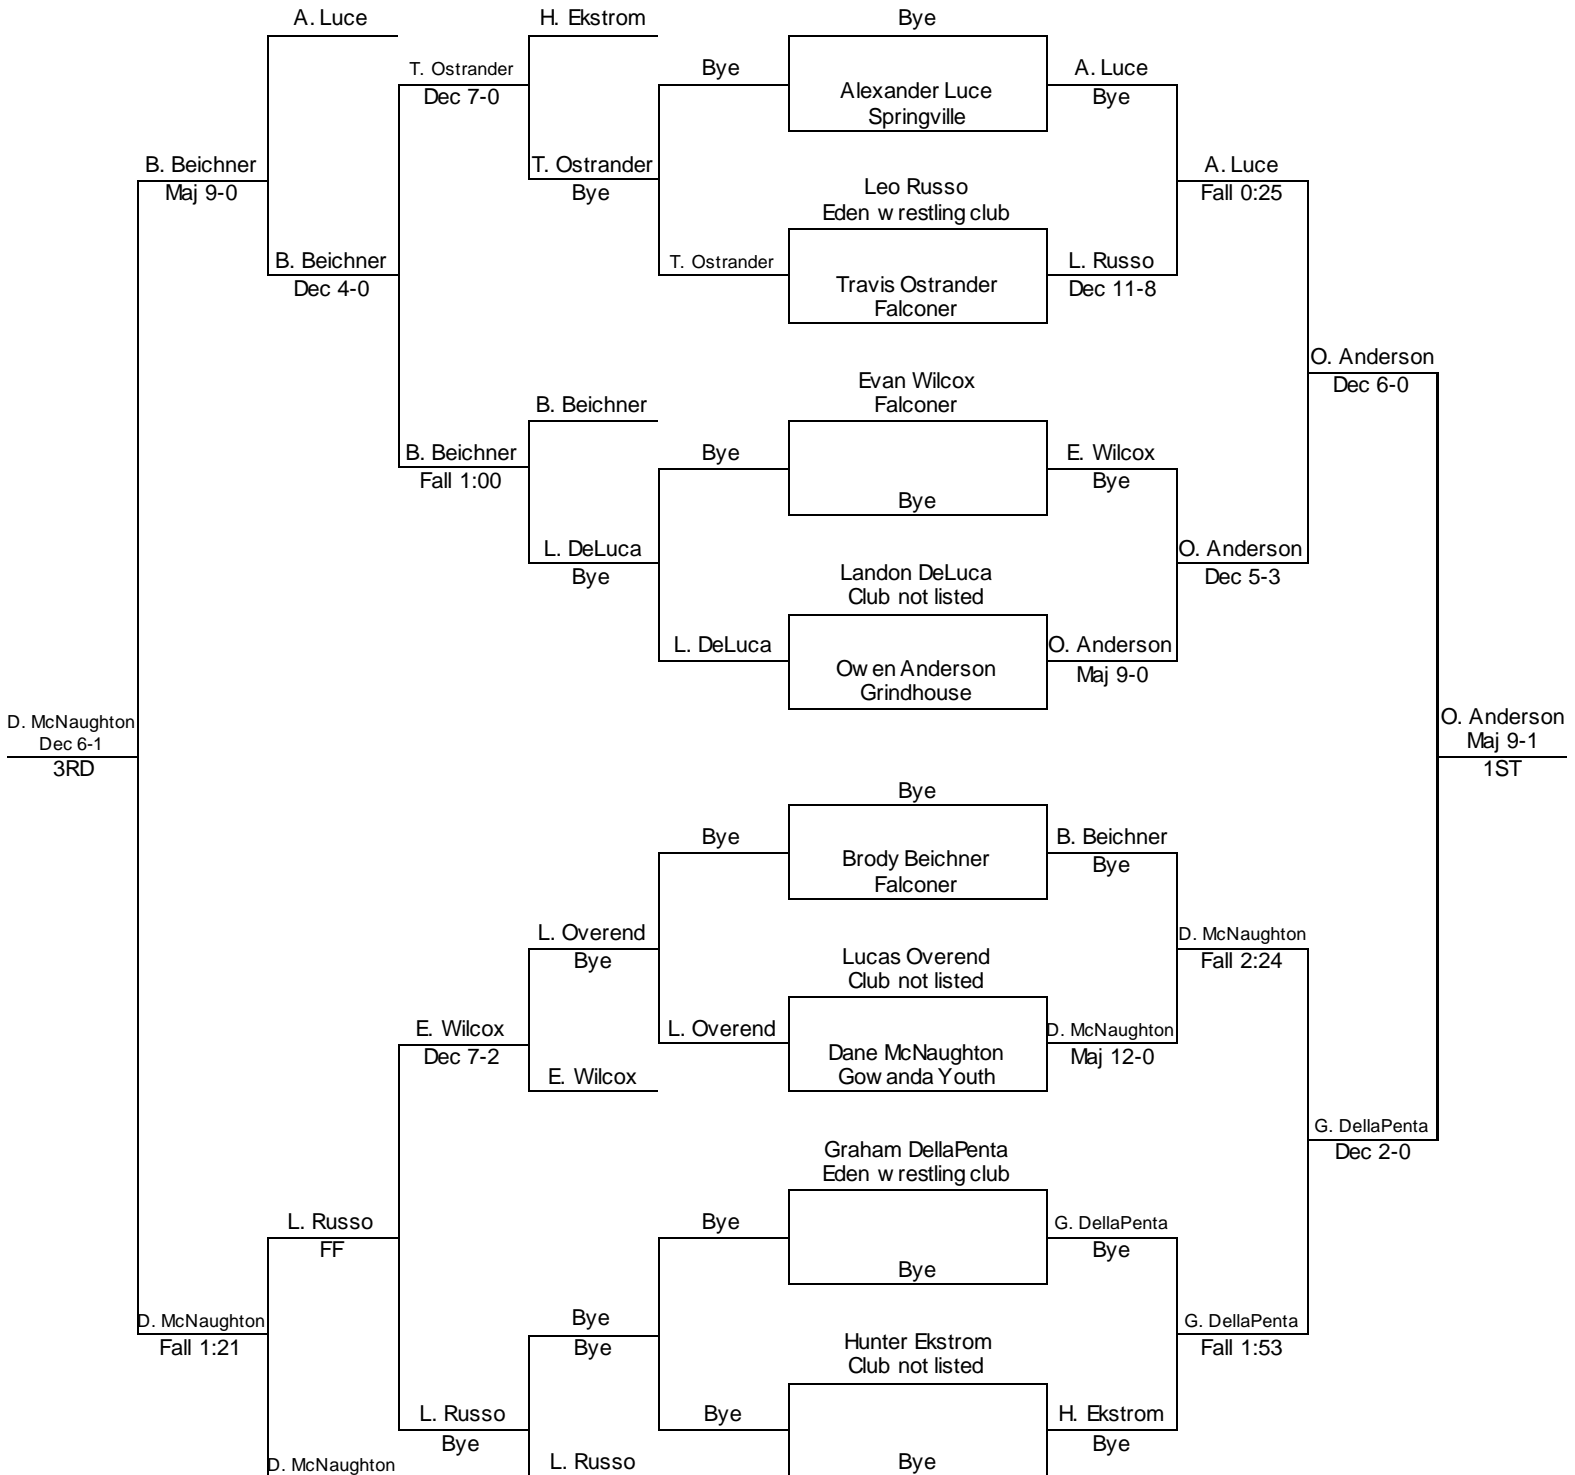 A. Luce
H. Ekstrom
Bye
T. Ostrander
Dec 7-0
Bye
Alexander Luce
Springville
A. Luce
Bye
B. Beichner
Maj 9-0
T. Ostrander
Bye
Leo Russo
Eden wrestling club
A. Luce
Fall 0:25
B. Beichner
Dec 4-0
T. Ostrander
Travis Ostrander
Falconer
L. Russo
Dec 11-8
O. Anderson
Dec 6-0
Evan Wilcox
Falconer
B. Beichner
B. Beichner
Fall 1:00
Bye
Bye
E. Wilcox
Bye
L. DeLuca
Bye
Landon DeLuca
Club not listed
O. Anderson
Dec 5-3
L. DeLuca
Owen Anderson
Grindhouse
O. Anderson
Maj 9-0
D. McNaughton
Dec 6-1
3RD
O. Anderson
Maj 9-1
1ST
Bye
Bye
Brody Beichner
Falconer
B. Beichner
Bye
L. Overend
Bye
Lucas Overend
Club not listed
D. McNaughton
Fall 2:24
E. Wilcox
Dec 7-2
L. Overend
Dane McNaughton
Gowanda Youth
D. McNaughton
Maj 12-0
E. Wilcox
Graham DellaPenta
Eden wrestling club
G. DellaPenta
Dec 2-0
L. Russo
FF
Bye
Bye
G. DellaPenta
Bye
D. McNaughton
Fall 1:21
Bye
Bye
Hunter Ekstrom
Club not listed
G. DellaPenta
Fall 1:53
L. Russo
Bye
Bye
H. Ekstrom
Bye
D. McNaughton
L. Russo
Bye